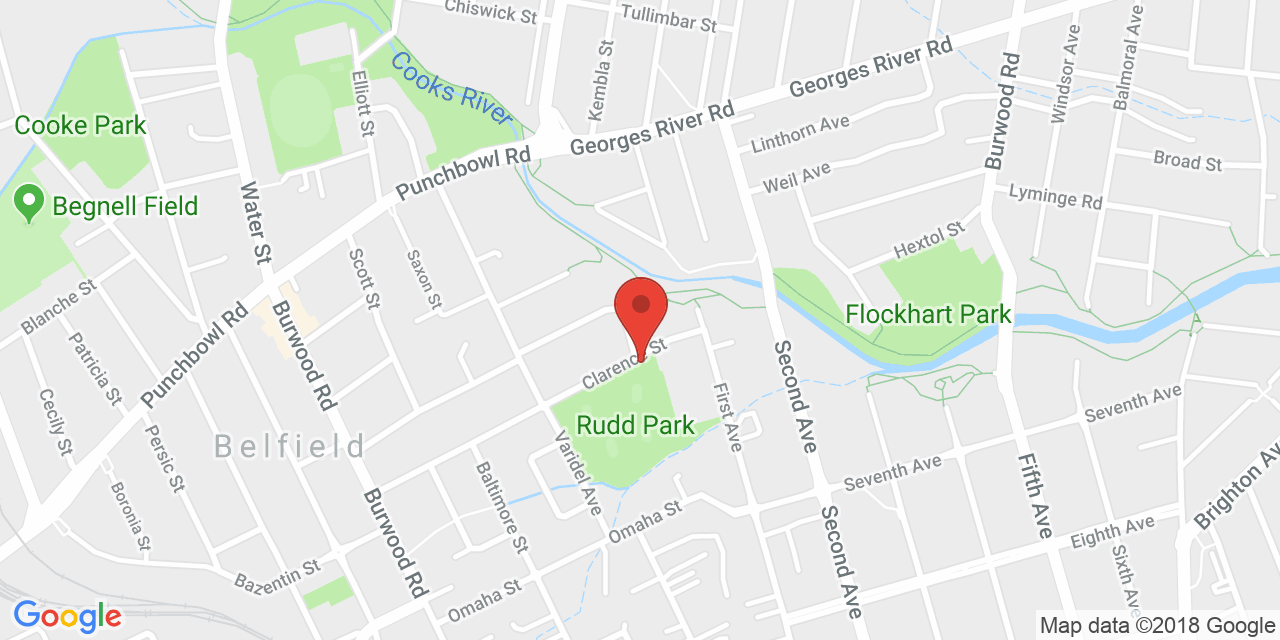 Chiswick St
Tullimbar St
Georges River Rd
Elliott St
Cooks River
Kembla St
Burwood Rd
Windsor Ave
Balmoral Ave
Cooke Park
Georges River Rd
Linthorn Ave
Punchbowl Rd
Weil Ave
Broad St
Begnell Field
Water St
Lyminge Rd
Hextol St
Scott St
Saxon St
Blanche St
Punchbowl Rd
Burwood Rd
Flockhart Park
Patricia St
Clarence St
Second Ave
First Ave
Seventh Ave
Cecily St
Persic St
Belfield
Rudd Park
Varidel Ave
Seventh Ave
Fifth Ave
Brighton Av
Boronia St
Baltimore St
Burwood Rd
Omaha St
Second Ave
Eighth Ave
Sixth Ave
Bazentin St
Omaha St
Google
Map data ©2018 Google